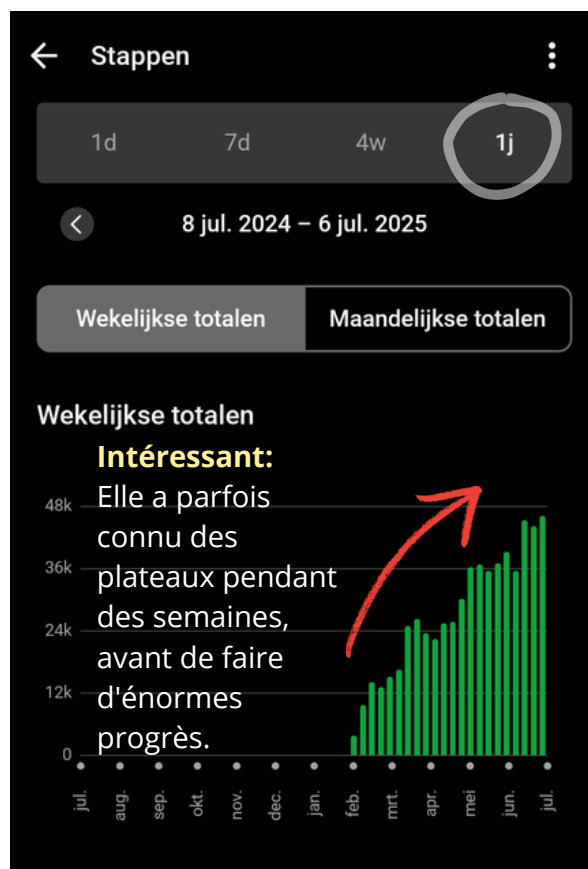 Stappen
1d 7d 4w 1j
8 jul. 2024 – 6 jul. 2025
Wekelijkse totalen Maandelijkse totalen
Wekelijkse totalen
Intéressant:
Elle a parfois
connu des
plateaux pendant
des semaines,
avant de faire
d'énormes
progrès.
48k
36k
24k
12k
0
jul. aug. sep. okt. nov. dec. jan. feb. mrt. apr. mei jun. jul.